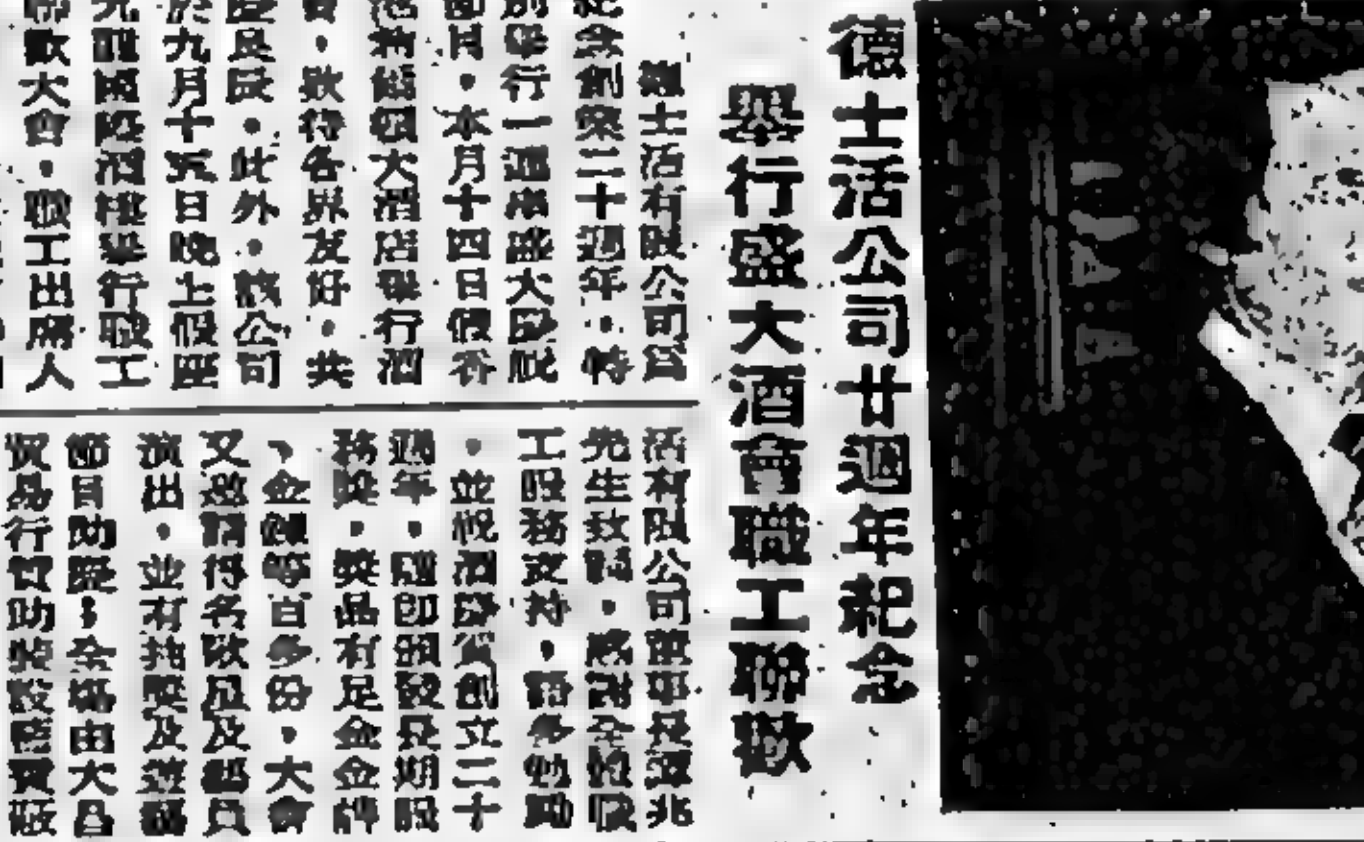 德士活公司廿週年紀念
舉行盛大酒會職工聯歡
德士活有限公司為
紀念創業二十週年·特
別舉行一連串盛大慶祝
節目·本月十四日假香
大酒店舉行酒
會·歡待各界友好·共
慶良辰·此外·該公司
於九月十五日晚上假座
九龍酒樓舉行職工
聯歡大會·職工出席人
活有限公司董事長兆
先生致詞·感謝全體職
工服務支持·諸多勉勵
·並祝酒慶賀創立二十
週年·隨即頒發長期服
務獎·獎品有足金金牌
、金鍊等百多份·大會
又邀請得名歌星及藝員
演出·並有抽獎及遊藝
節目助慶;全場由大昌
貿易行贊助